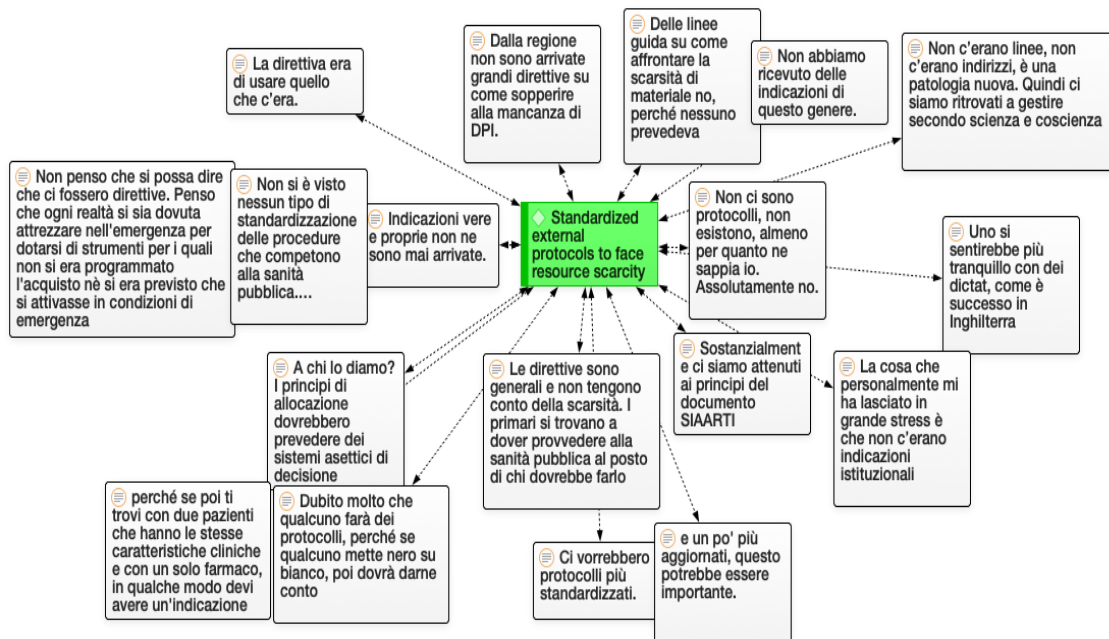 La direttiva era
di usare quello
che c'era.
Dalla regione
non sono arrivate
grandi direttive su
come sopperire
alla mancanza di
DPI.
Delle linee
guida su come
affrontare la
scarsità di
materiale no,
perché nessuno
prevedeva
Non abbiamo
ricevuto delle
indicazioni di
questo genere.
Non c'erano linee, non
c'erano indirizzi, è una
patologia nuova. Quindi ci
siamo ritrovati a gestire
secondo scienza e coscienza
Non penso che si possa dire
che ci fossero direttive. Penso
che ogni realtà si sia dovuta
attrezzare nell'emergenza per
dotarsi di strumenti per i quali
non si era programmato
l'acquisto nè si era previsto che
si attivasse in condizioni di
emergenza
Non si è visto
nessun tipo di
standardizzazione
delle procedure
che competono
alla sanità
pubblica....
Indicazioni vere
e proprie non ne
sono mai arrivate.
Standardized
external
protocols to face
resource scarcity
Non ci sono
protocolli, non
esistono, almeno
per quanto ne
sappia io.
Assolutamente no.
Uno si
sentirebbe più
tranquillo con dei
dictat, come è
successo in
Inghilterra
A chi lo diamo?
I principi di
allocazione
dovrebbero
prevedere dei
sistemi asettici di
decisione
Le direttive sono
generali e non tengono
conto della scarsità. I
primari si trovano a
dover provvedere alla
sanità pubblica al posto
di chi dovrebbe farlo
Sostanzialment
e ci siamo attenuti
ai principi del
documento
SIAARTI
La cosa che
personalmente mi
ha lasciato in
grande stress è
che non c'erano
indicazioni
istituzionali
perché se poi ti
trovi con due pazienti
che hanno le stesse
caratteristiche cliniche
e con un solo farmaco,
in qualche modo devi
avere un'indicazione
Dubito molto che
qualcuno farà dei
protocolli, perché se
qualcuno mette nero su
bianco, poi dovrà darne
conto
Ci vorrebbero
protocolli più
standardizzati.
e un po' più
aggiornati, questo
potrebbe essere
importante.